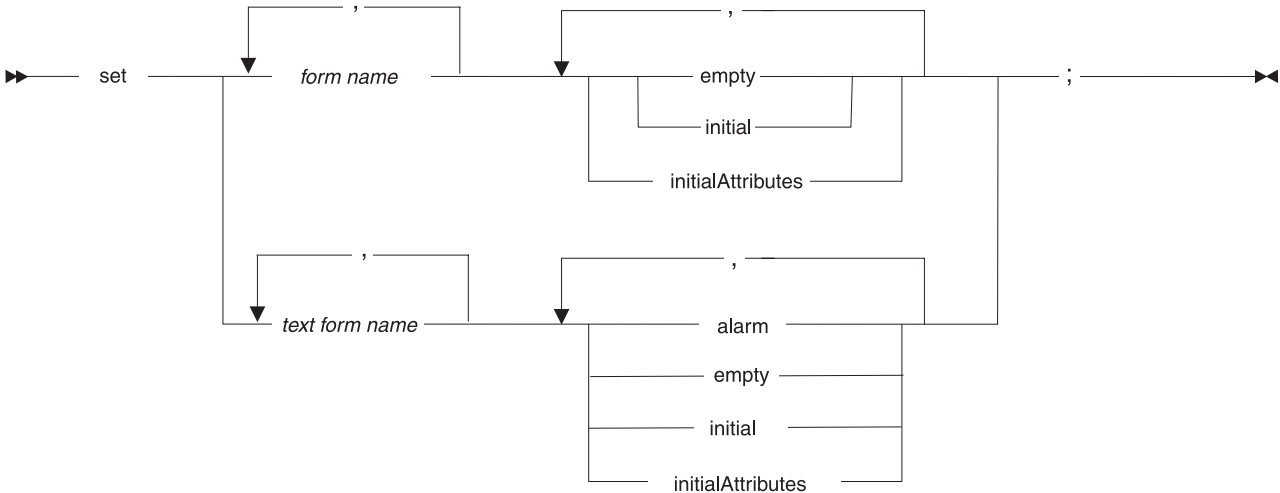 , ,
set form name empty ;
initial
initialAttributes
, ,
text form name alarm
empty
initial
initialAttributes